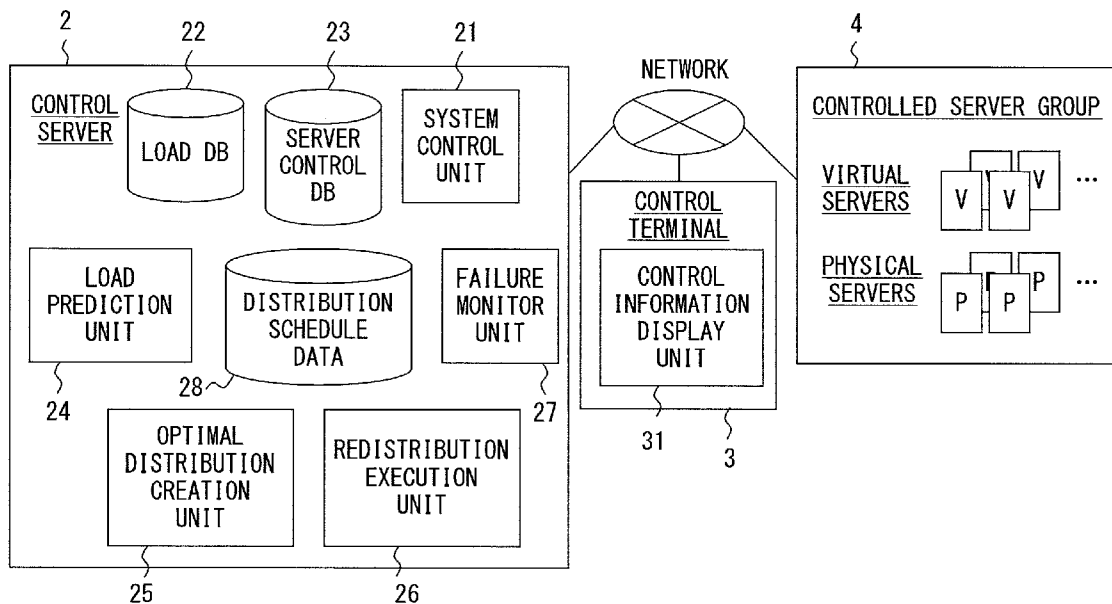 2
22
23
21
CONTROL
SERVER
LOAD DB
SERVER
CONTROL
DB
SYSTEM
CONTROL
UNIT
LOAD
PREDICTION
UNIT
DISTRIBUTION
SCHEDULE
DATA
FAILURE
MONITOR
UNIT
24
28
27
OPTIMAL
DISTRIBUTION
CREATION
UNIT
REDISTRIBUTION
EXECUTION
UNIT
25
26
NETWORK
CONTROL
TERMINAL
CONTROL
INFORMATION
DISPLAY
UNIT
31
3
4
CONTROLLED SERVER GROUP
VIRTUAL
SERVERS
V
V
V
...
PHYSICAL
SERVERS
P
P
P
...